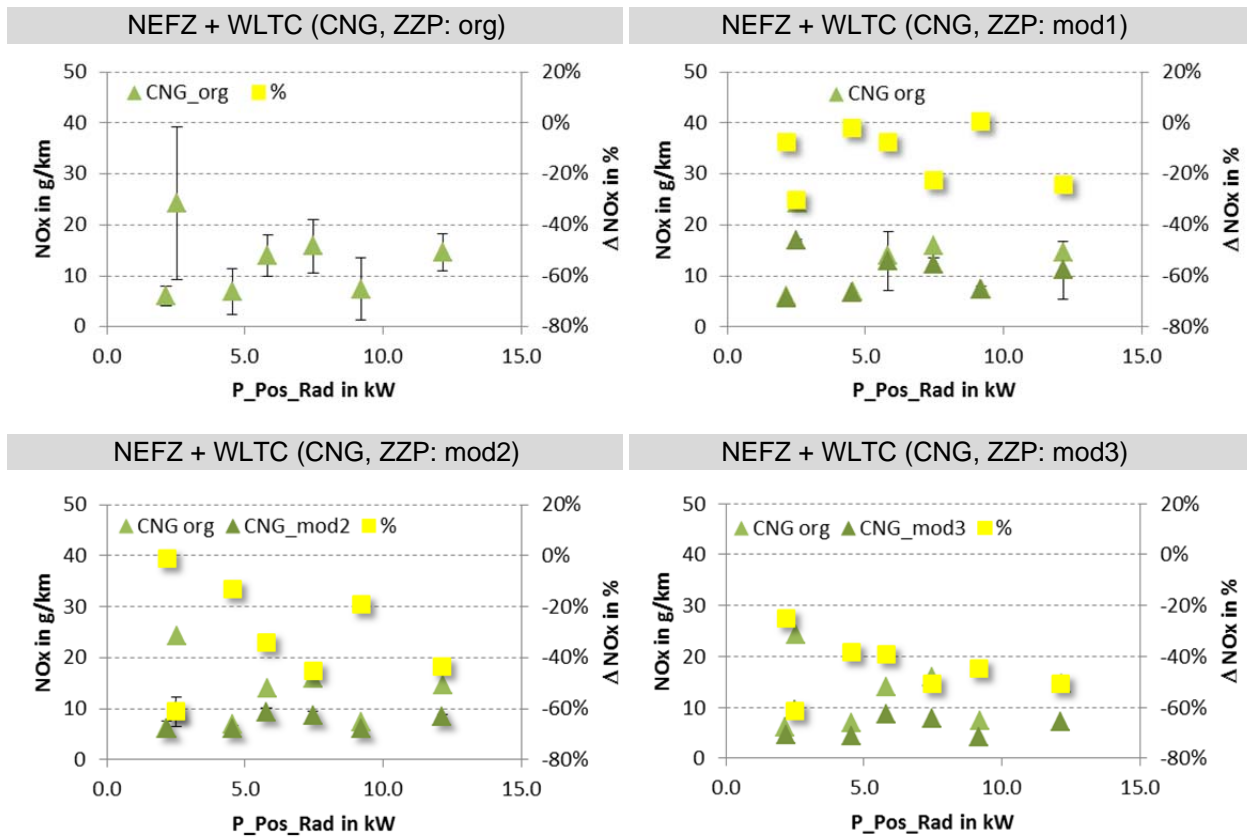 NEFZ + WLTC (CNG, ZZP: org)
50
40
30
20
10
0
NOx in g/km
CNG_org %
20%
0%
-20%
-40%
-60%
-80%
Δ NOx in %
0.0 5.0 10.0 15.0
P_Pos_Rad in kW
NEFZ + WLTC (CNG, ZZP: mod1)
50
40
30
20
10
0
NOx in g/km
CNG org
20%
0%
-20%
-40%
-60%
-80%
Δ NOx in %
0.0 5.0 10.0 15.0
P_Pos_Rad in kW
NEFZ + WLTC (CNG, ZZP: mod2)
50
40
30
20
10
0
NOx in g/km
CNG org CNG_mod2 %
20%
0%
-20%
-40%
-60%
-80%
Δ NOx in %
0.0 5.0 10.0 15.0
P_Pos_Rad in kW
NEFZ + WLTC (CNG, ZZP: mod3)
50
40
30
20
10
0
NOx in g/km
CNG org CNG_mod3 %
20%
0%
-20%
-40%
-60%
-80%
Δ NOx in %
0.0 5.0 10.0 15.0
P_Pos_Rad in kW